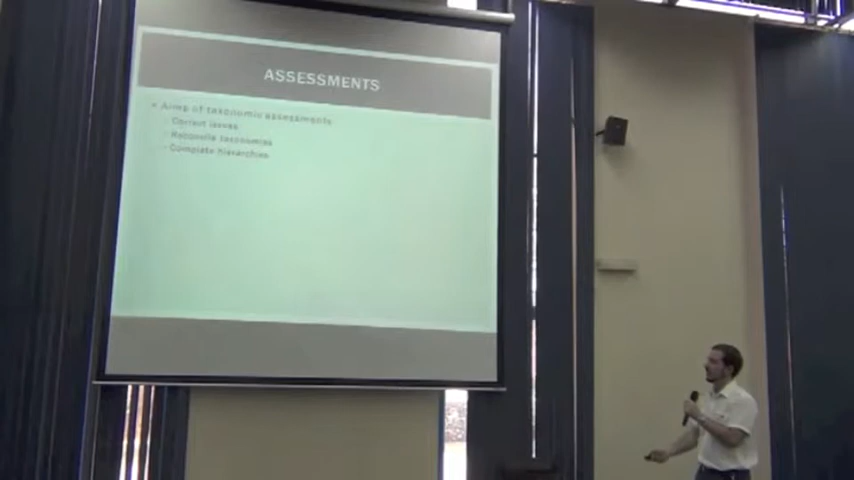 ASSESSMENTS
Aims of taxonomic assessments
Correct issues
Reconcile taxonomies
Complete hierarchies